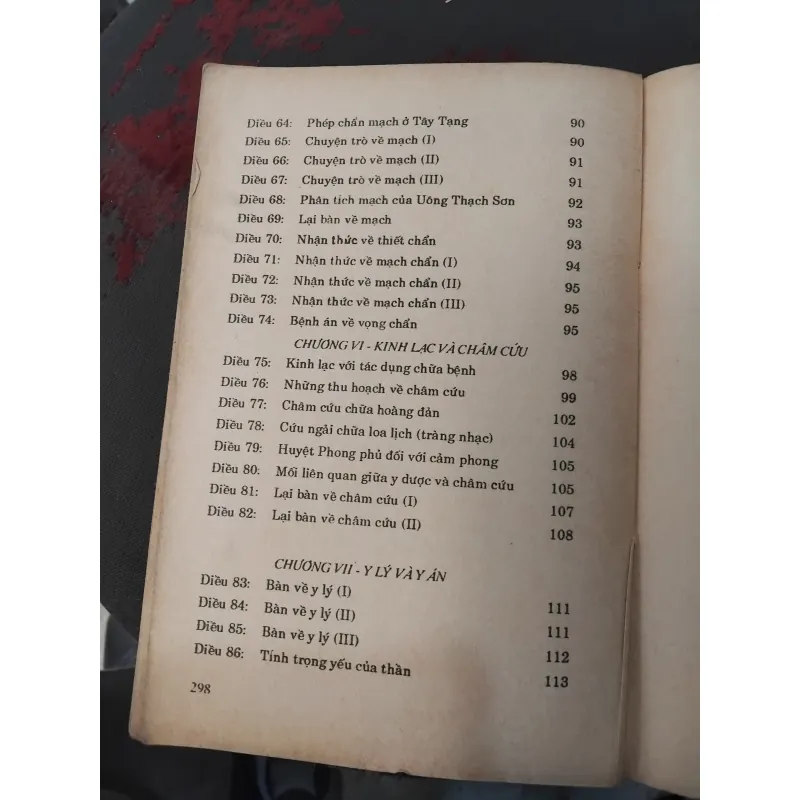 Điều 64: Phép chẩn mạch ở Tây Tạng 90
Điều 65: Chuyện trò về mạch (I) 90
Điều 66: Chuyện trò về mạch (II) 91
Điều 67: Chuyện trò về mạch (III) 91
Điều 68: Phân tích mạch của Uông Thạch Sơn 92
Điều 69: Lại bàn về mạch 93
Điều 70: Nhận thức về thiết chẩn 93
Điều 71: Nhận thức về mạch chẩn (I) 94
Điều 72: Nhận thức về mạch chẩn (II) 95
Điều 73: Nhận thức về mạch chẩn (III) 95
Điều 74: Bệnh án về vọng chẩn 95
CHƯƠNG VI - KINH LẠC VÀ CHÂM CỨU
Điều 75: Kinh lạc với tác dụng chữa bệnh 98
Điều 76: Những thu hoạch về châm cứu 99
Điều 77: Châm cứu chữa hoàng đản 102
Điều 78: Cứu ngải chữa loa lịch (tràng nhạc) 104
Điều 79: Huyệt Phong phủ đối với cảm phong 105
Điều 80: Mối liên quan giữa y dược và châm cứu 105
Điều 81: Lại bàn về châm cứu (I) 107
Điều 82: Lại bàn về châm cứu (II) 108
CHƯƠNG VII - Y LÝ VÀ Y ÁN
Điều 83: Bàn về y lý (I) 111
Điều 84: Bàn về y lý (II) 111
Điều 85: Bàn về y lý (III) 112
Điều 86: Tính trọng yếu của thần 113
298